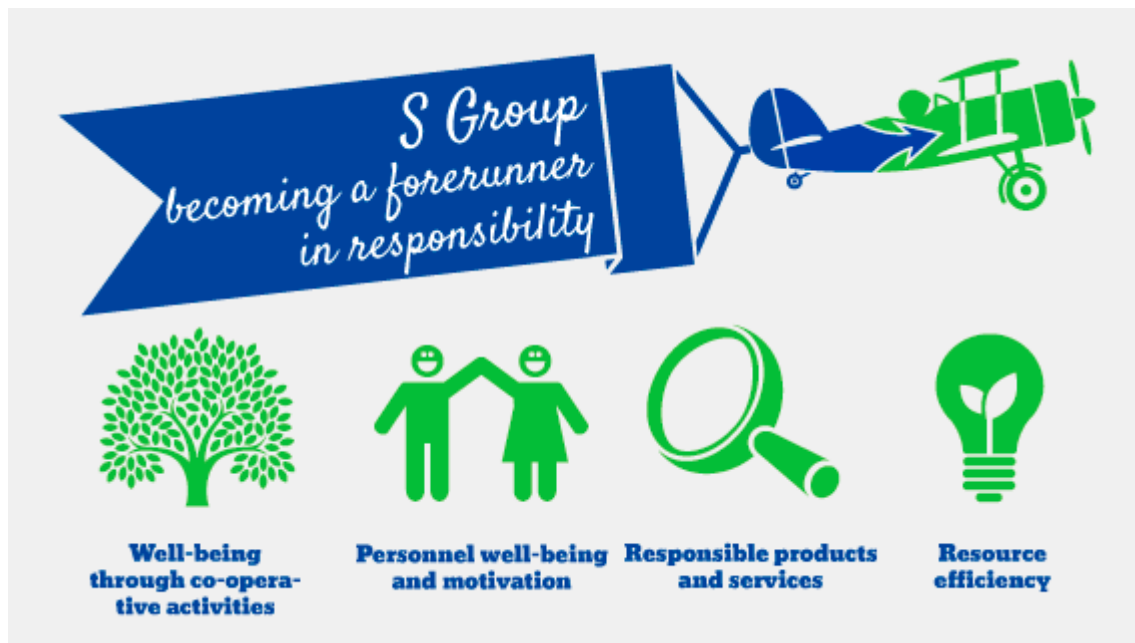 S Group
becoming a forerunner
in responsibility
Well-being
through co-opera-
tive activities
Personnel well-being
and motivation
Responsible products
and services
Resource
efficiency